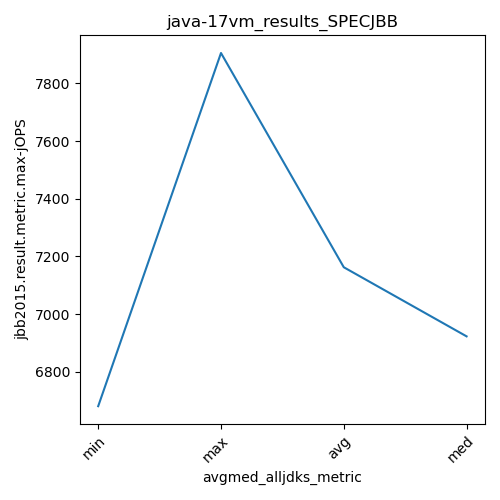 java-17vm_results_SPECJBB
jbb2015.result.metric.max-jOPS
7800
7600
7400
7200
7000
6800
min
max
avg
med
avgmed_alljdks_metric